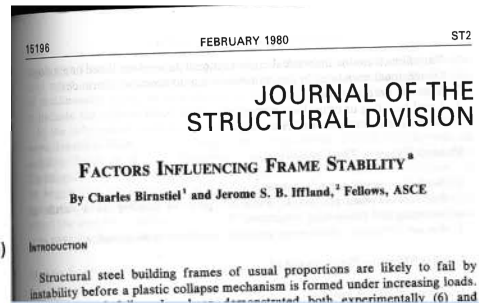 15196
FEBRUARY 1980
ST2
JOURNAL OF THE
STRUCTURAL DIVISION
FACTORS INFLUENCING FRAME STABILITYª
By Charles Birnstiel¹ and Jerome S. B. Iffland,² Fellows, ASCE
)
INTRODUCTION
Structural steel building frames of usual proportions are likely to fail by
instability before a plastic collapse mechanism is formed under increasing loads.
demonstrated both experimentally (6) and